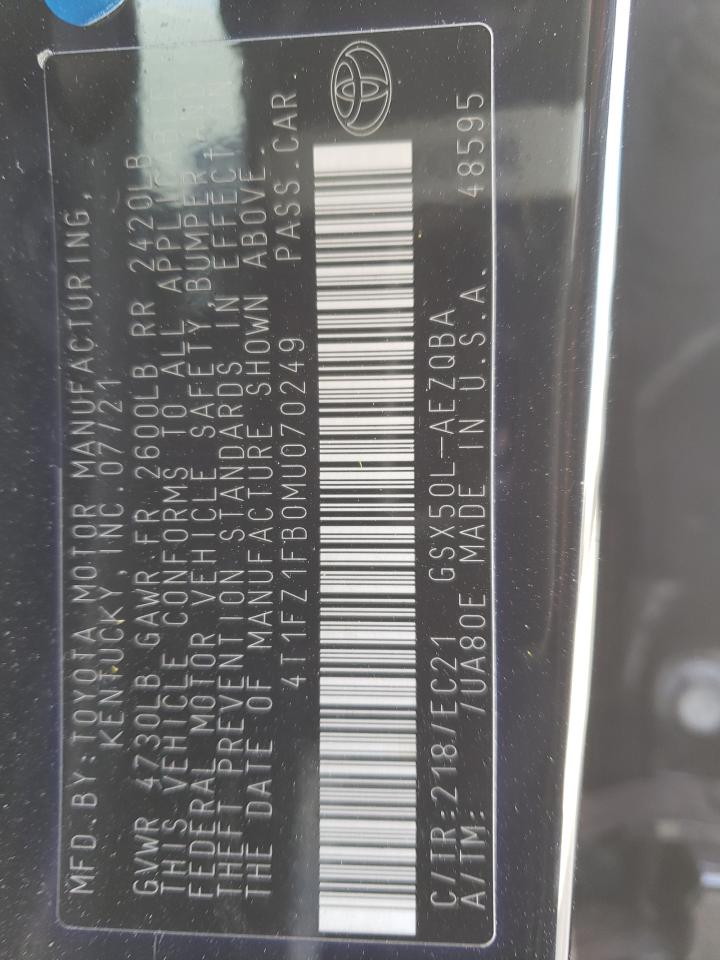 MFD.BY:TOYOTA MOTOR MANUFACTURING,
KENTUCKY, INC.07/21
GVWR 4730LB GAWR FR 2600LB RR 2420LB
THIS VEHICLE CONFORMS TO ALL APPLICABLE
FEDERAL MOTOR VEHICLE SAFETY, BUMPER AND
THEFT PREVENTION STANDARDS IN EFFECT ON
THE DATE OF MANUFACTURE SHOWN ABOVE.
4T1FZ1FB0MU070249 PASS.CAR
C/TR:218/EC21 GSX50L-AEZQBA
A/TM: 7UA80E MADE IN U.S.A. 48595